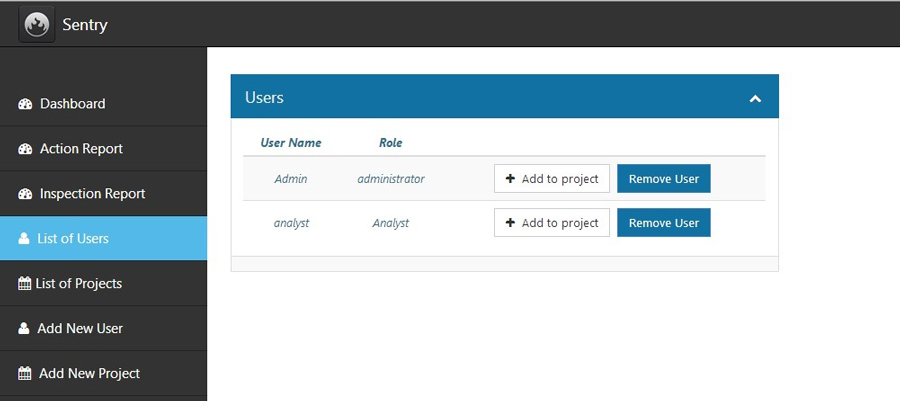 Sentry
Dashboard
Action Report
Inspection Report
List of Users
List of Projects
Add New User
Add New Project
Users
User Name Role
Admin administrator Add to project Remove User
analyst Analyst Add to project Remove User